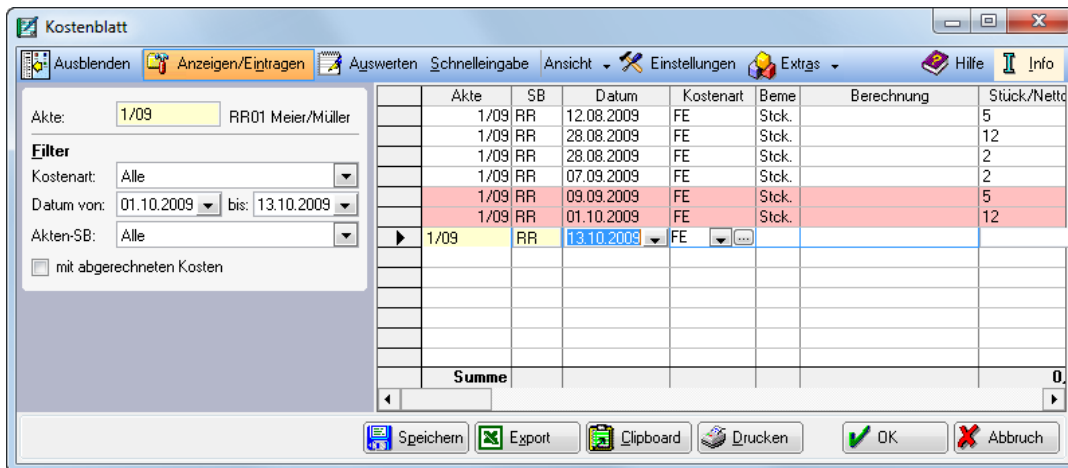 Kostenblatt
Ausblenden Anzeigen/Eintragen Auswerten Schnelleingabe Ansicht Einstellungen Extras Hilfe Info
Akte: 1/09 RR01 Meier/Müller
Filter
Kostenart: Alle
Datum von: 01.10.2009 bis: 13.10.2009
Akten-SB: Alle
mit abgerechneten Kosten
Akte SB Datum Kostenart Beme Berechnung Stück/Netto
1/09 RR 12.08.2009 FE Stck. 5
1/09 RR 28.08.2009 FE Stck. 12
1/09 RR 28.08.2009 FE Stck. 2
1/09 RR 07.09.2009 FE Stck. 2
1/09 RR 09.09.2009 FE Stck. 5
1/09 RR 01.10.2009 FE Stck. 12
1/09 RR 13.10.2009 FE ...
Summe 0,
Speichern Export Clipboard Drucken OK Abbruch